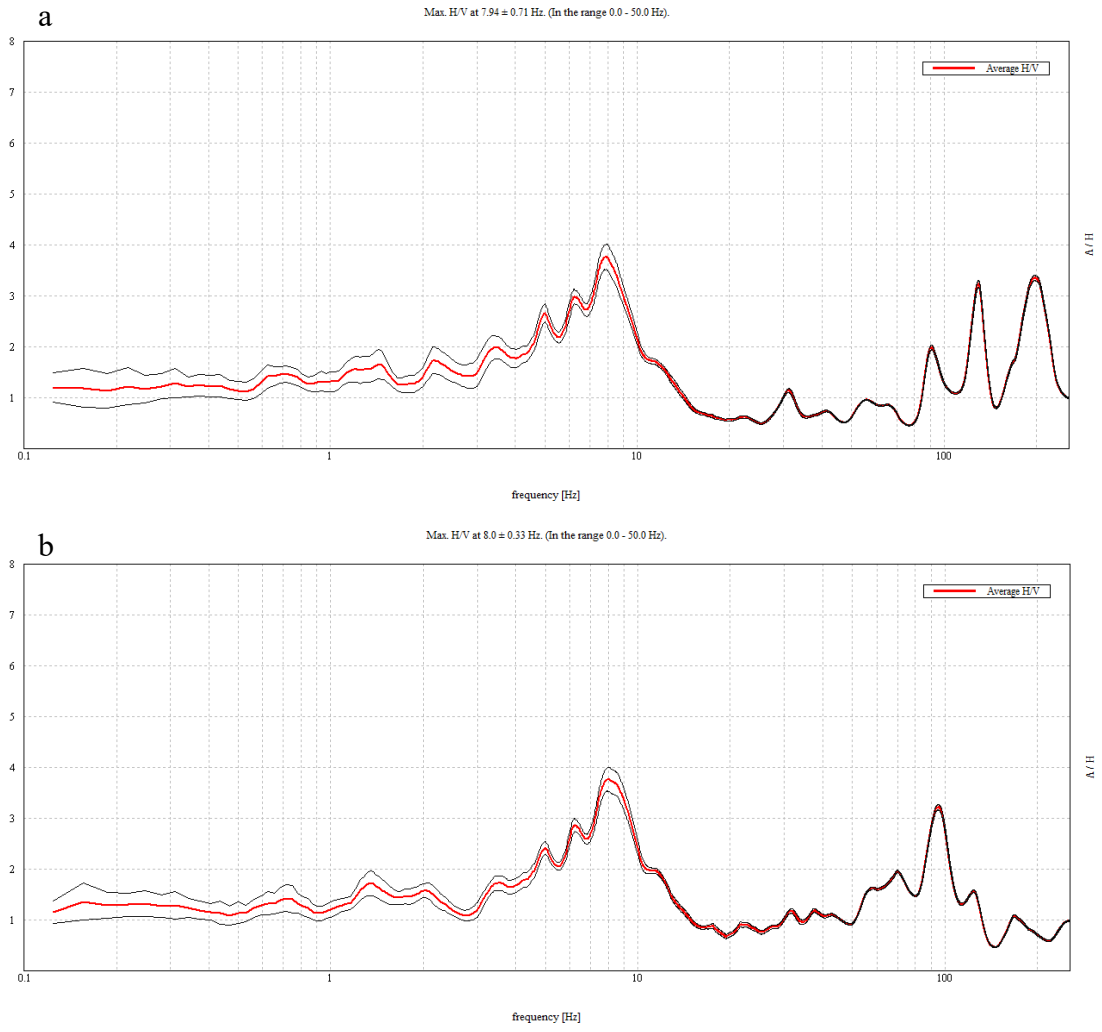 a
Max. H/V at 7.94 ± 0.71 Hz. (In the range 0.0 - 50.0 Hz).
8
Average H/V
7
6
5
4
H / V
3
2
1
0.1
1
10
100
frequency [Hz]
b
Max. H/V at 8.0 ± 0.33 Hz. (In the range 0.0 - 50.0 Hz).
8
Average H/V
7
6
5
4
H / V
3
2
1
0.1
1
10
100
frequency [Hz]